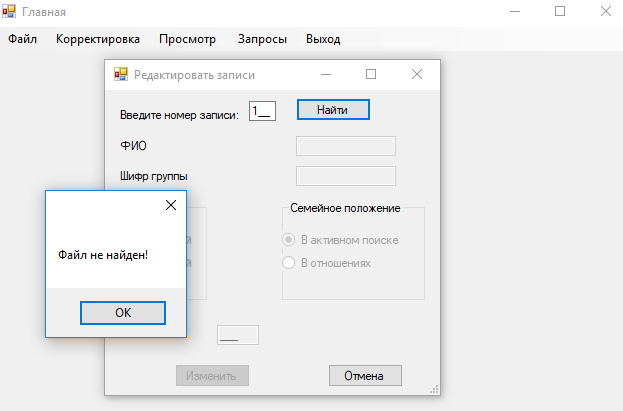 Главная
Файл Корректировка Просмотр Запросы Выход
Редактировать записи
Введите номер записи: 1__ Найти
ФИО
Шифр группы
Семейное положение
В активном поиске
В отношениях
Файл не найден!
OK
___
Изменить Отмена